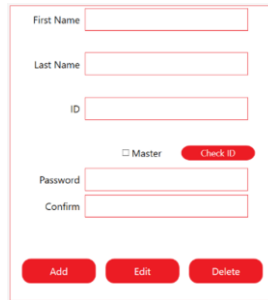 First Name
Last Name
ID
Master Check ID
Password
Confirm
Add Edit Delete